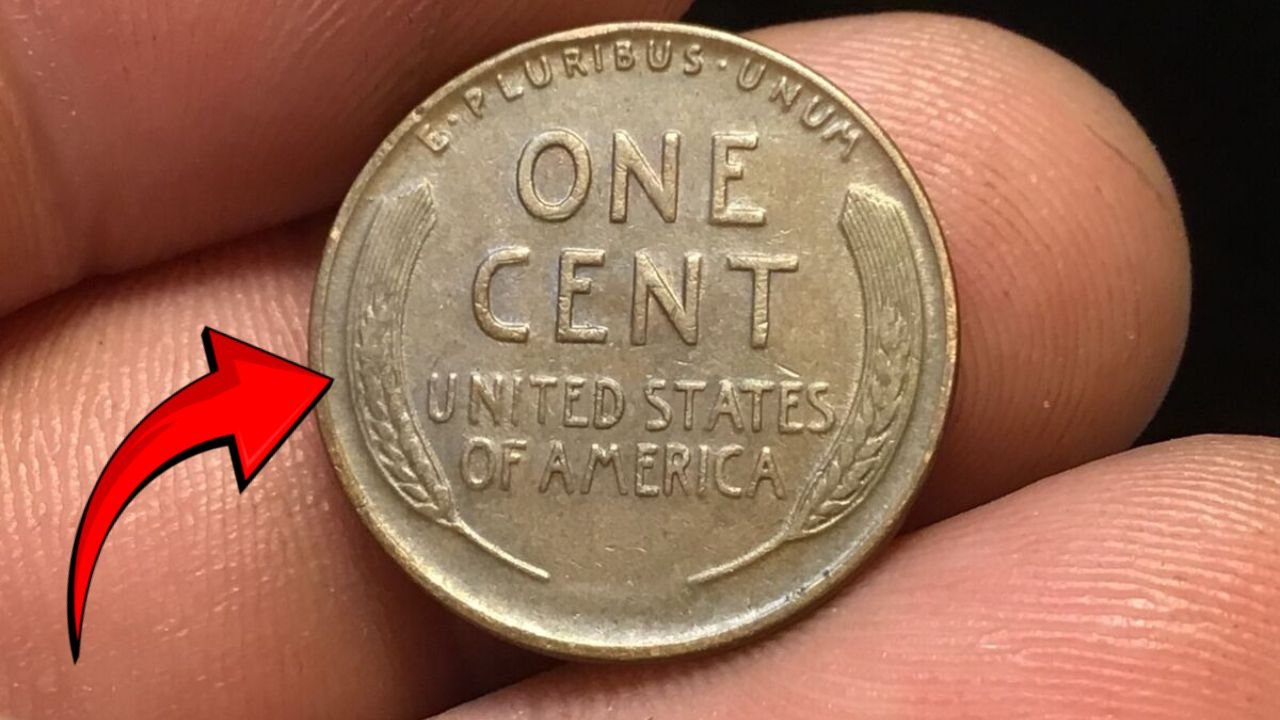 E · PLURIBUS · UNUM
ONE
CENT
UNITED STATES
OF AMERICA